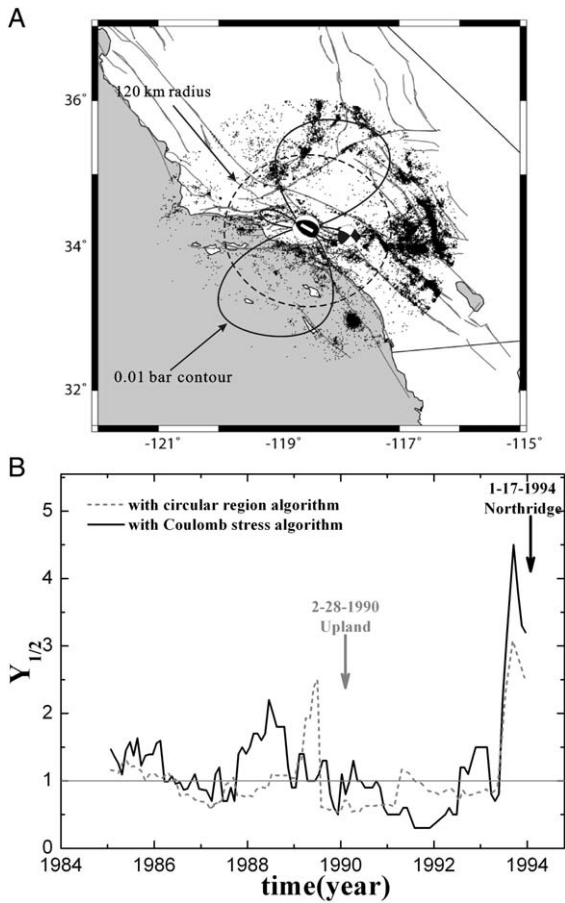 A
36°
120 km radius
34°
0.01 bar contour
32°
-121° -119° -117° -115°
B
with circular region algorithm
with Coulomb stress algorithm
1-17-1994
Northridge
2-28-1990
Upland
Y1/2
5
4
3
2
1
0
1984 1986 1988 1990 1992 1994
time(year)